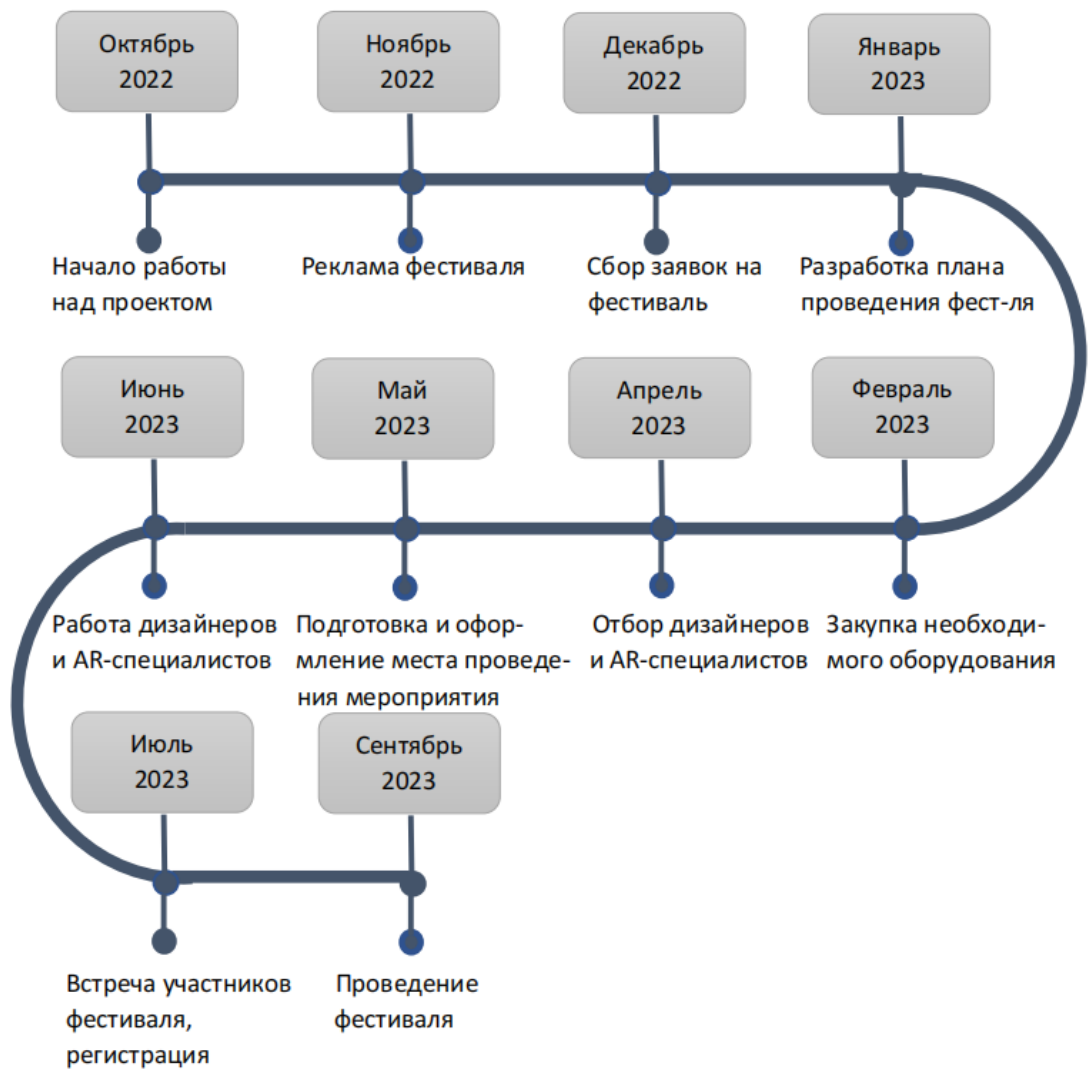 Октябрь
2022
Ноябрь
2022
Декабрь
2022
Январь
2023
Начало работы
над проектом
Реклама фестиваля
Сбор заявок на
фестиваль
Разработка плана
проведения фест-ля
Июнь
2023
Май
2023
Апрель
2023
Февраль
2023
Работа дизайнеров
и AR-специалистов
Подготовка и офор-
мление места проведе-
ния мероприятия
Отбор дизайнеров
и AR-специалистов
Закупка необходи-
мого оборудования
Июль
2023
Сентябрь
2023
Встреча участников
фестиваля,
регистрация
Проведение
фестиваля